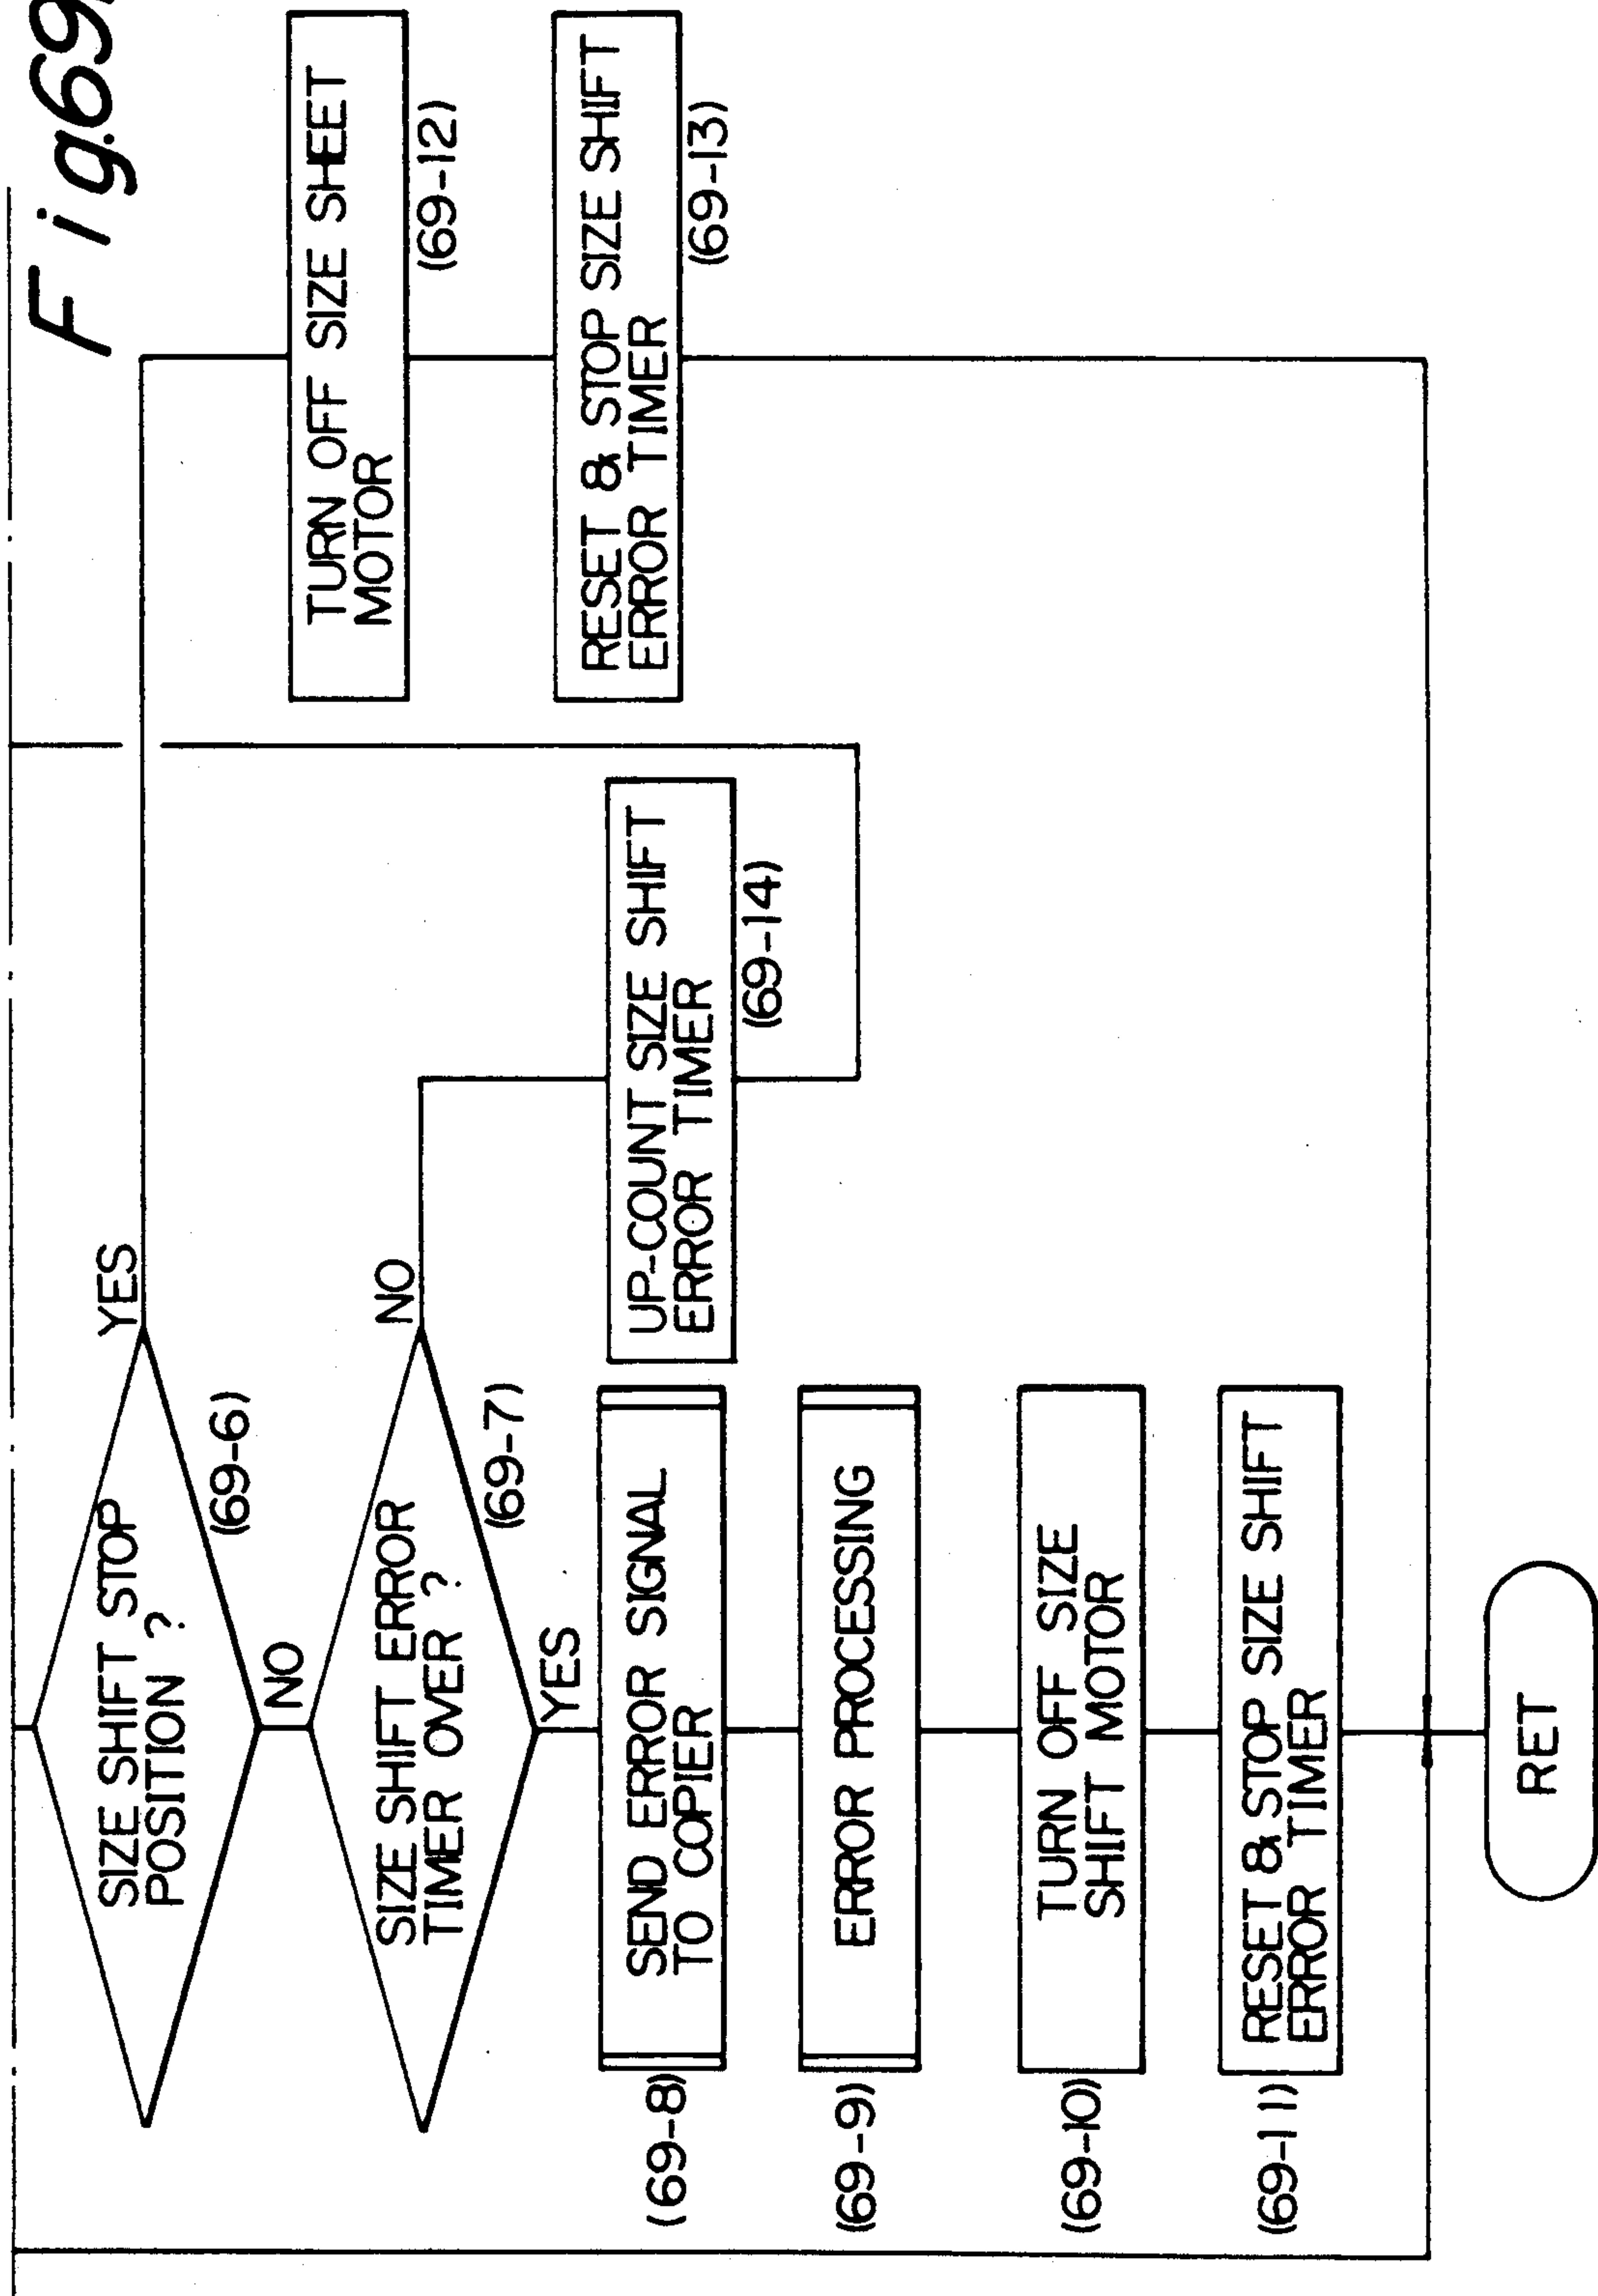 Fig.69
SIZE SHIFT STOP
POSITION ?
YES
(69-6)
NO
SIZE SHIFT ERROR
TIMER OVER ?
NO
(69-7)
YES
SEND ERROR SIGNAL
TO COPIER
(69-8)
ERROR PROCESSING
(69-9)
TURN OFF SIZE
SHIFT MOTOR
(69-10)
RESET & STOP SIZE SHIFT
ERROR TIMER
(69-11)
UP-COUNT SIZE SHIFT
ERROR TIMER
(69-14)
TURN OFF SIZE SHEET
MOTOR
(69-12)
RESET & STOP SIZE SHIFT
ERROR TIMER
(69-13)
RET